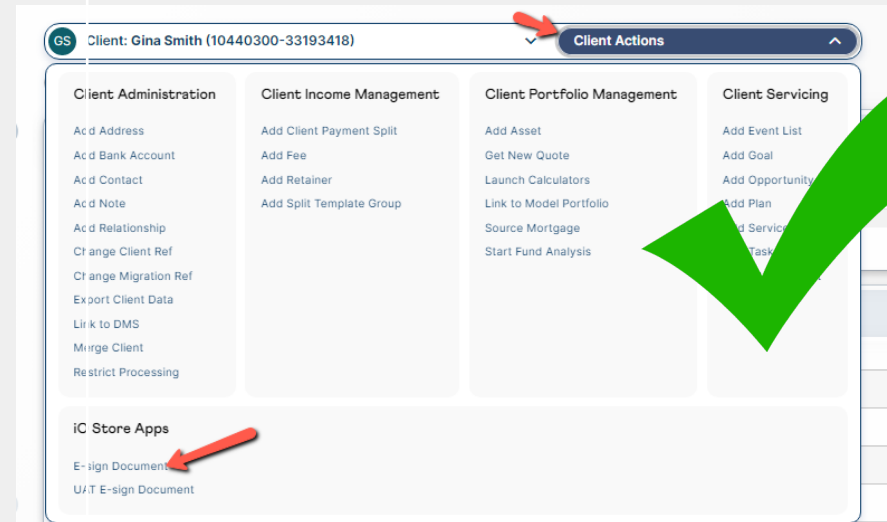 GS Client: Gina Smith (10440300-33193418)
Client Actions
Client Administration
Add Address
Add Bank Account
Add Contact
Add Note
Add Relationship
Change Client Ref
Change Migration Ref
Export Client Data
Link to DMS
Merge Client
Restrict Processing
Client Income Management
Add Client Payment Split
Add Fee
Add Retainer
Add Split Template Group
Client Portfolio Management
Add Asset
Get New Quote
Launch Calculators
Link to Model Portfolio
Source Mortgage
Start Fund Analysis
Client Servicing
Add Event List
Add Goal
Add Opportunity
Add Plan
Service
Task
iO Store Apps
E-sign Document
UAT E-sign Document